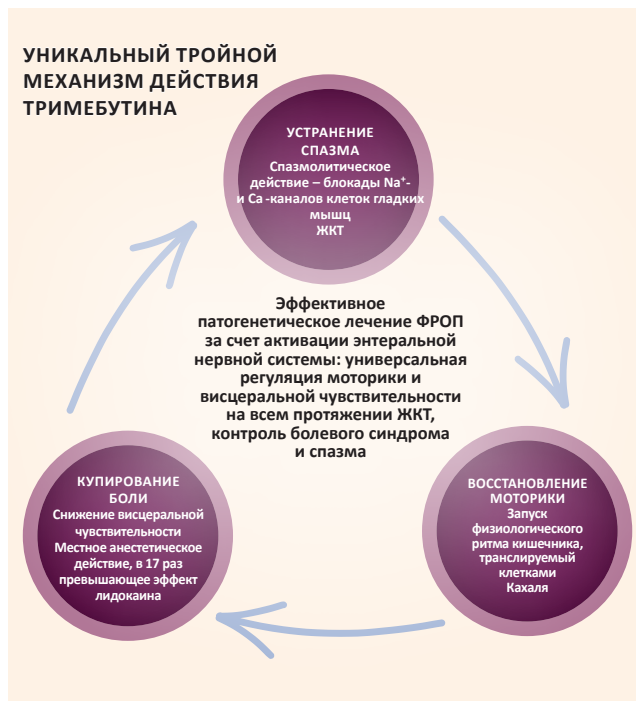 УНИКАЛЬНЫЙ ТРОЙНОЙ
МЕХАНИЗМ ДЕЙСТВИЯ
ТРИМЕБУТИНА
УСТРАНЕНИЕ
СПАЗМА
Спазмолитическое
действие – блокады Na⁺-
и Ca -каналов клеток гладких
мышц
ЖКТ
Эффективное
патогенетическое лечение ФРОП
за счет активации энтеральной
нервной системы: универсальная
регуляция моторики и
висцеральной чувствительности
на всем протяжении ЖКТ,
контроль болевого синдрома
и спазма
КУПИРОВАНИЕ
БОЛИ
Снижение висцеральной
чувствительности
Местное анестетическое
действие, в 17 раз
превышающее эффект
лидокаина
ВОССТАНОВЛЕНИЕ
МОТОРИКИ
Запуск
физиологического
ритма кишечника,
транслируемый
клетками
Кахаля